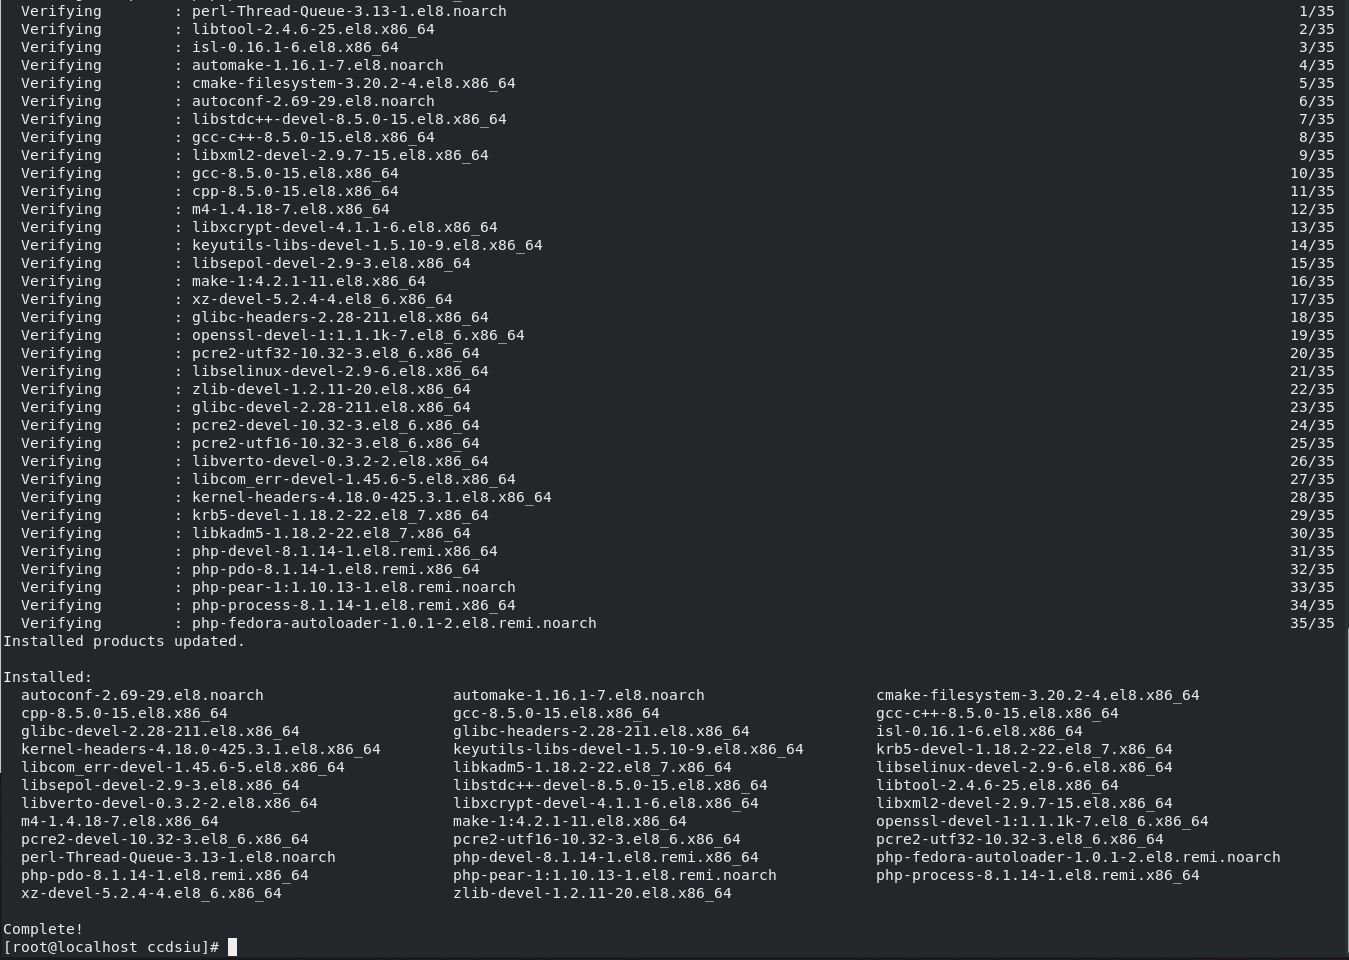 Verifying : perl-Thread-Queue-3.13-1.el8.noarch 1/35
Verifying : libtool-2.4.6-25.el8.x86_64 2/35
Verifying : isl-0.16.1-6.el8.x86_64 3/35
Verifying : automake-1.16.1-7.el8.noarch 4/35
Verifying : cmake-filesystem-3.20.2-4.el8.x86_64 5/35
Verifying : autoconf-2.69-29.el8.noarch 6/35
Verifying : libstdc++-devel-8.5.0-15.el8.x86_64 7/35
Verifying : gcc-c++-8.5.0-15.el8.x86_64 8/35
Verifying : libxml2-devel-2.9.7-15.el8.x86_64 9/35
Verifying : gcc-8.5.0-15.el8.x86_64 10/35
Verifying : cpp-8.5.0-15.el8.x86_64 11/35
Verifying : m4-1.4.18-7.el8.x86_64 12/35
Verifying : libxcrypt-devel-4.1.1-6.el8.x86_64 13/35
Verifying : keyutils-libs-devel-1.5.10-9.el8.x86_64 14/35
Verifying : libsepol-devel-2.9-3.el8.x86_64 15/35
Verifying : make-1:4.2.1-11.el8.x86_64 16/35
Verifying : xz-devel-5.2.4-4.el8_6.x86_64 17/35
Verifying : glibc-headers-2.28-211.el8.x86_64 18/35
Verifying : openssl-devel-1:1.1.1k-7.el8_6.x86_64 19/35
Verifying : pcre2-utf32-10.32-3.el8_6.x86_64 20/35
Verifying : libselinux-devel-2.9-6.el8.x86_64 21/35
Verifying : zlib-devel-1.2.11-20.el8.x86_64 22/35
Verifying : glibc-devel-2.28-211.el8.x86_64 23/35
Verifying : pcre2-devel-10.32-3.el8_6.x86_64 24/35
Verifying : pcre2-utf16-10.32-3.el8_6.x86_64 25/35
Verifying : libverto-devel-0.3.2-2.el8.x86_64 26/35
Verifying : libcom_err-devel-1.45.6-5.el8.x86_64 27/35
Verifying : kernel-headers-4.18.0-425.3.1.el8.x86_64 28/35
Verifying : krb5-devel-1.18.2-22.el8_7.x86_64 29/35
Verifying : libkadm5-1.18.2-22.el8_7.x86_64 30/35
Verifying : php-devel-8.1.14-1.el8.remi.x86_64 31/35
Verifying : php-pdo-8.1.14-1.el8.remi.x86_64 32/35
Verifying : php-pear-1:1.10.13-1.el8.remi.noarch 33/35
Verifying : php-process-8.1.14-1.el8.remi.x86_64 34/35
Verifying : php-fedora-autoloader-1.0.1-2.el8.remi.noarch 35/35
Installed products updated.
Installed:
autoconf-2.69-29.el8.noarch automake-1.16.1-7.el8.noarch cmake-filesystem-3.20.2-4.el8.x86_64
cpp-8.5.0-15.el8.x86_64 gcc-8.5.0-15.el8.x86_64 gcc-c++-8.5.0-15.el8.x86_64
glibc-devel-2.28-211.el8.x86_64 glibc-headers-2.28-211.el8.x86_64 isl-0.16.1-6.el8.x86_64
kernel-headers-4.18.0-425.3.1.el8.x86_64 keyutils-libs-devel-1.5.10-9.el8.x86_64 krb5-devel-1.18.2-22.el8_7.x86_64
libcom_err-devel-1.45.6-5.el8.x86_64 libkadm5-1.18.2-22.el8_7.x86_64 libselinux-devel-2.9-6.el8.x86_64
libsepol-devel-2.9-3.el8.x86_64 libstdc++-devel-8.5.0-15.el8.x86_64 libtool-2.4.6-25.el8.x86_64
libverto-devel-0.3.2-2.el8.x86_64 libxcrypt-devel-4.1.1-6.el8.x86_64 libxml2-devel-2.9.7-15.el8.x86_64
m4-1.4.18-7.el8.x86_64 make-1:4.2.1-11.el8.x86_64 openssl-devel-1:1.1.1k-7.el8_6.x86_64
pcre2-devel-10.32-3.el8_6.x86_64 pcre2-utf16-10.32-3.el8_6.x86_64 pcre2-utf32-10.32-3.el8_6.x86_64
perl-Thread-Queue-3.13-1.el8.noarch php-devel-8.1.14-1.el8.remi.x86_64 php-fedora-autoloader-1.0.1-2.el8.remi.noarch
php-pdo-8.1.14-1.el8.remi.x86_64 php-pear-1:1.10.13-1.el8.remi.noarch php-process-8.1.14-1.el8.remi.x86_64
xz-devel-5.2.4-4.el8_6.x86_64 zlib-devel-1.2.11-20.el8.x86_64
Complete!
[root@localhost ccdsiu]#